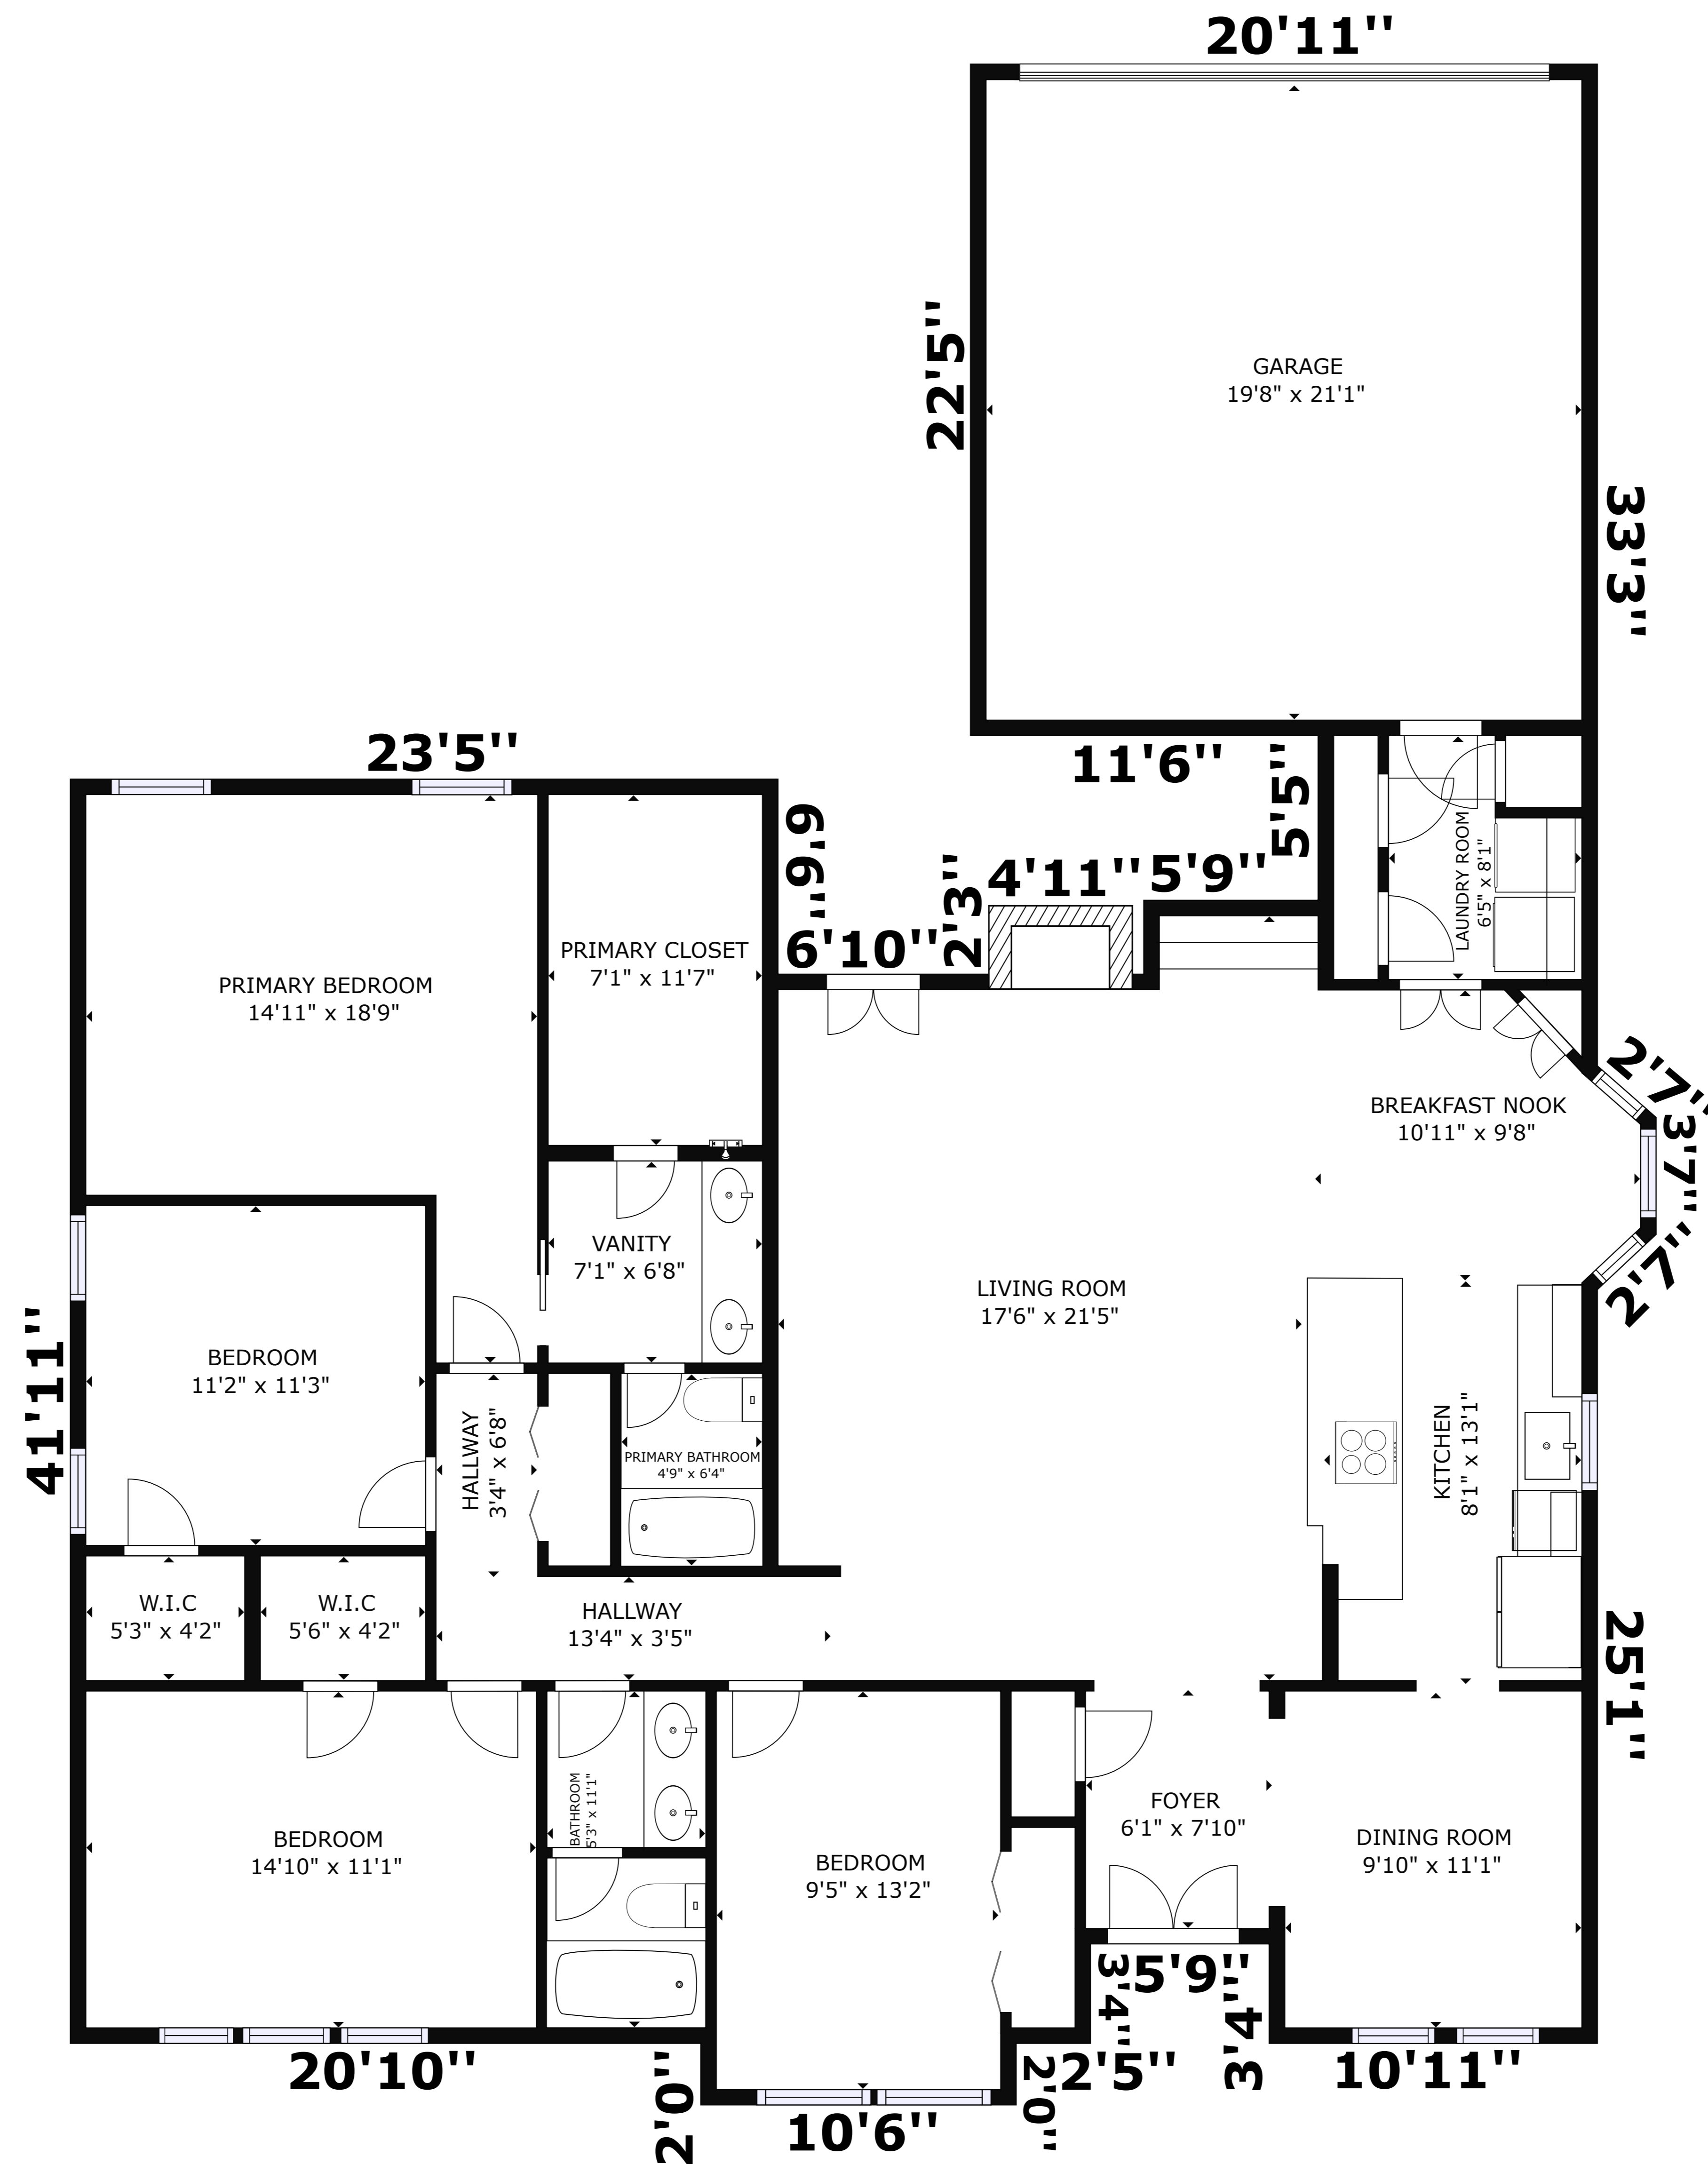 20'11''
22'5''
GARAGE
19'8" x 21'1"
33'3''
23'5''
11'6''
5'5''
6'6''
2'3''
4'11''
5'9''
6'10''
LAUNDRY ROOM
6'5" x 8'1"
PRIMARY BEDROOM
14'11" x 18'9"
PRIMARY CLOSET
7'1" x 11'7"
2'7''
BREAKFAST NOOK
10'11" x 9'8"
3'7''
2'7''
VANITY
7'1" x 6'8"
LIVING ROOM
17'6" x 21'5"
41'11''
BEDROOM
11'2" x 11'3"
HALLWAY
3'4" x 6'8"
PRIMARY BATHROOM
4'9" x 6'4"
KITCHEN
8'1" x 13'1"
W.I.C
5'3" x 4'2"
W.I.C
5'6" x 4'2"
HALLWAY
13'4" x 3'5"
25'1''
BEDROOM
14'10" x 11'1"
BATHROOM
5'3" x 11'1"
BEDROOM
9'5" x 13'2"
FOYER
6'1" x 7'10"
DINING ROOM
9'10" x 11'1"
3'4''
5'9''
3'4''
20'10''
2'0''
10'6''
2'0''
2'5''
10'11''